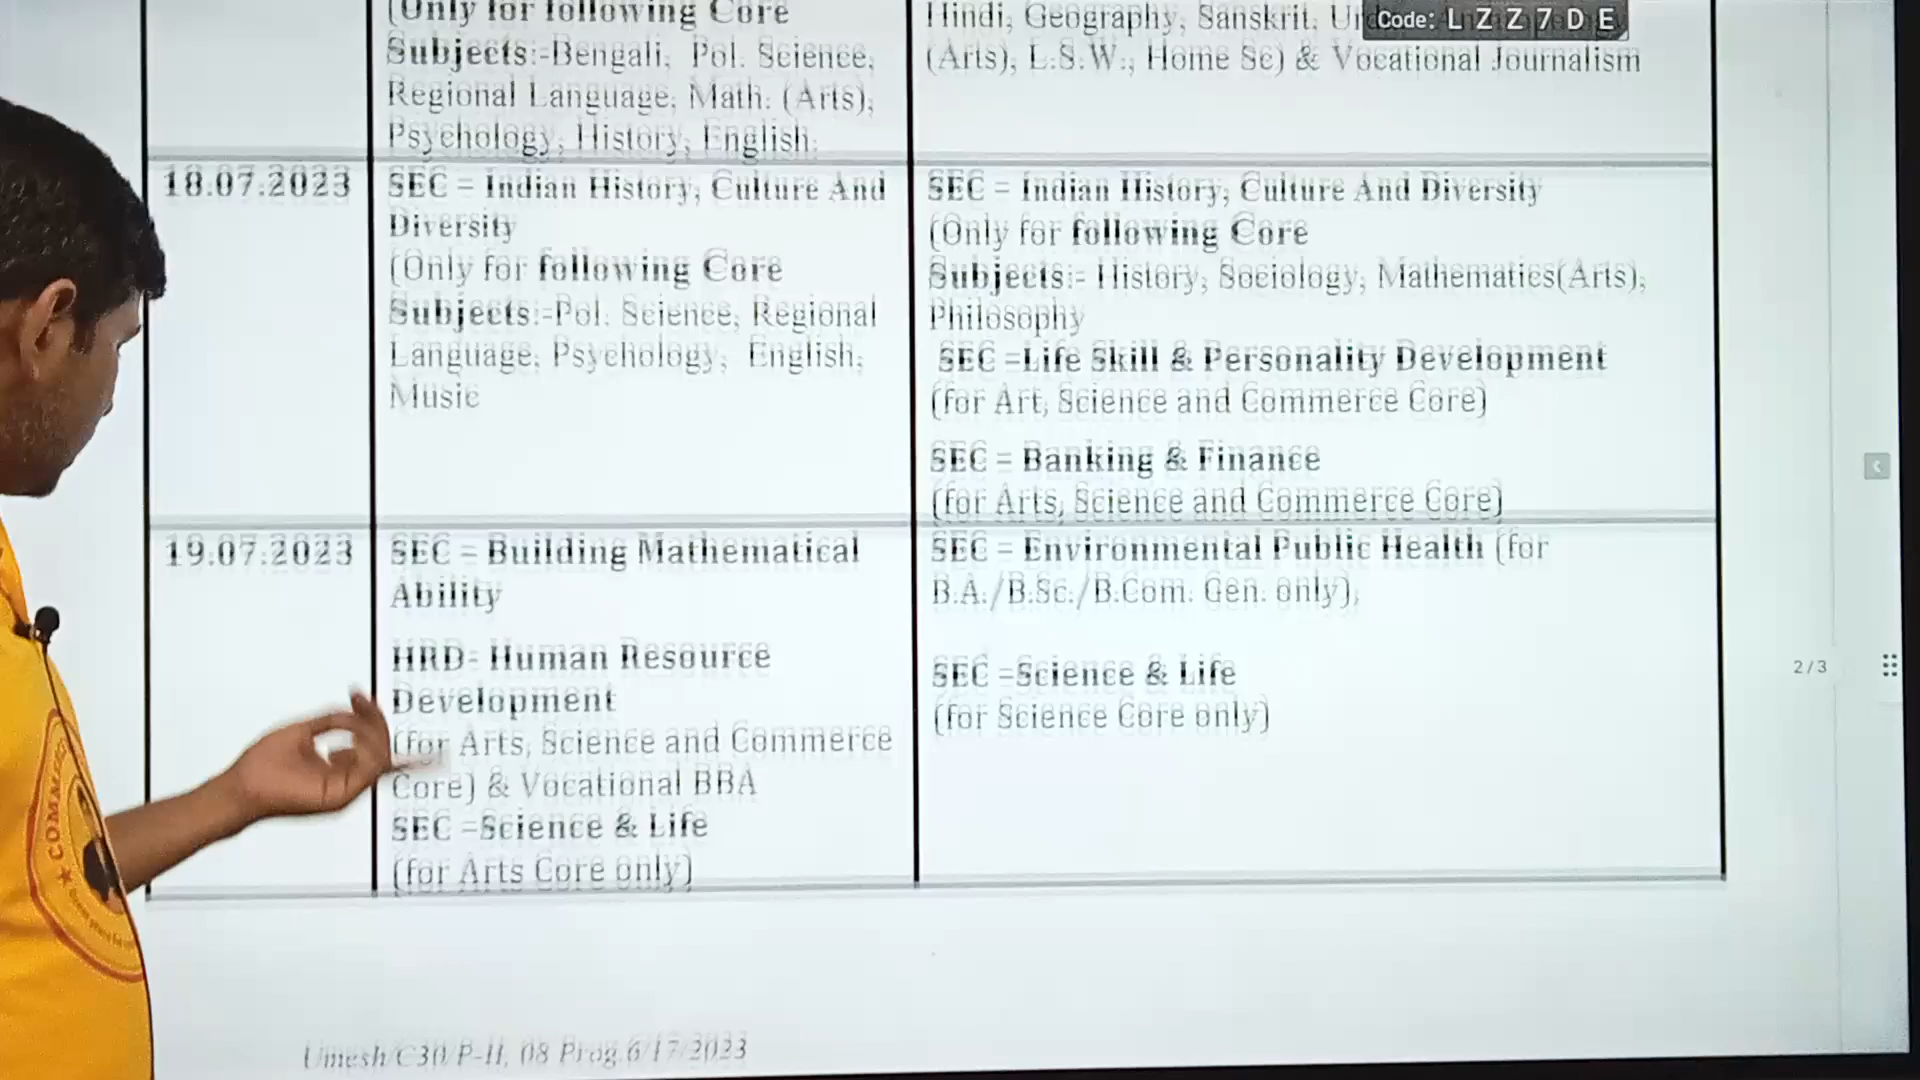 (Only for following Core
Subjects:-Bengali, Pol. Science,
Regional Language, Math. (Arts),
Psychology, History, English.
Hindi, Geography, Sanskrit,
Code: L Z Z 7 D E
(Arts), L.S.W., Home Sc) & Vocational Journalism
18.07.2023
SEC = Indian History, Culture And
Diversity
(Only for following Core
Subjects:-Pol. Science, Regional
Language, Psychology, English,
Music
SEC = Indian History, Culture And Diversity
(Only for following Core
Subjects:- History, Sociology, Mathematics(Arts),
Philosophy
SEC =Life Skill & Personality Development
(for Art, Science and Commerce Core)
SEC = Banking & Finance
(for Arts, Science and Commerce Core)
19.07.2023
SEC = Building Mathematical
Ability
HRD- Human Resource
Development
(for Arts, Science and Commerce
Core) & Vocational BBA
SEC =Science & Life
(for Arts Core only)
SEC = Environmental Public Health (for
B.A./B.Sc./B.Com. Gen. only),
SEC =Science & Life
(for Science Core only)
2/3
Umesh/C30/P-II, 08 Prog.6/17/2023